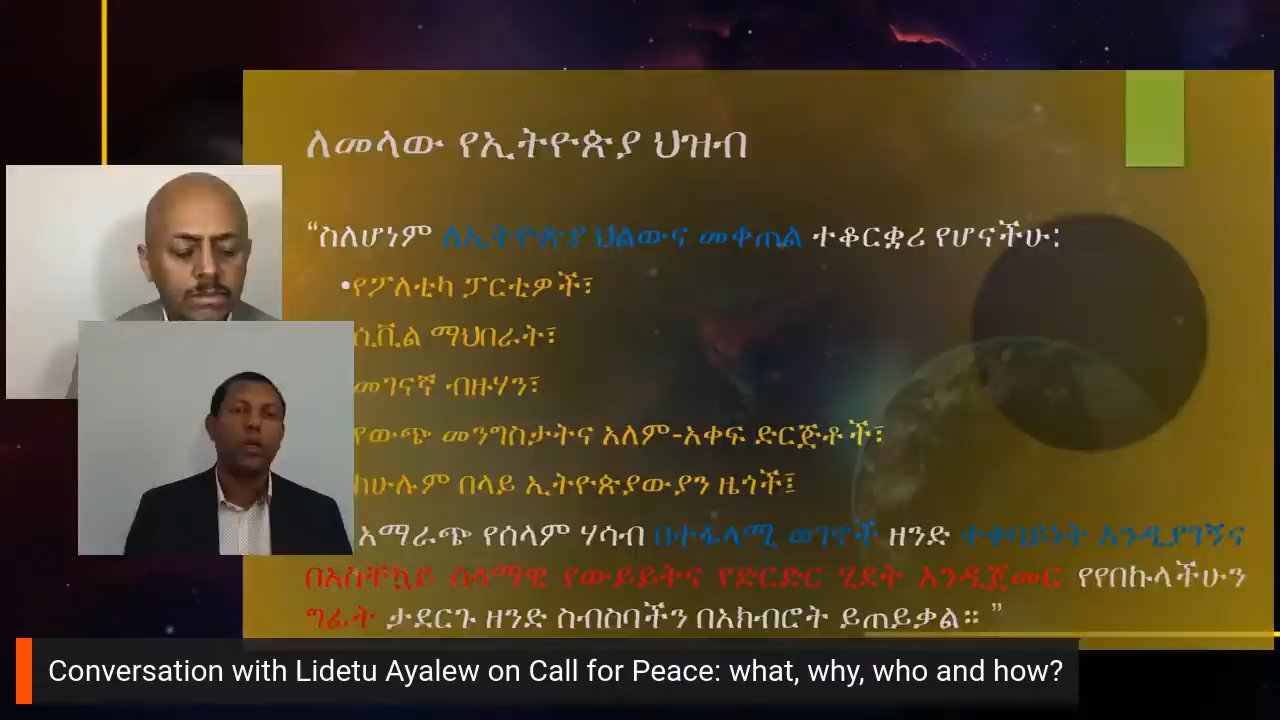 ለመላው የኢትዮጵያ ህዝብ
“ስለሆነም ለኢትዮጵያ ህልውና መቀጠል ተቆርቋሪ የሆናችሁ:
•የፖለቲካ ፓርቲዎች፣
ሲቪል ማህበራት፣
መገናኛ ብዙሃን፣
የውጭ መንግስታትና አለም-አቀፍ ድርጅቶች፣
ከሁሉም በላይ ኢትዮጵያውያን ዜጎች፤
አማራጭ የሰላም ሃሳብ በተፋላሚ ወገኖች ዘንድ ተቀባይነት እንዲያገኝና
በአስቸኳይ ሰላማዊ የውይይትና የድርድር ሂደት እንዲጀመር የየበኩላችሁን
ግፊት ታደርጉ ዘንድ ስብስባችን በአክብሮት ይጠይቃል። ”
Conversation with Lidetu Ayalew on Call for Peace: what, why, who and how?